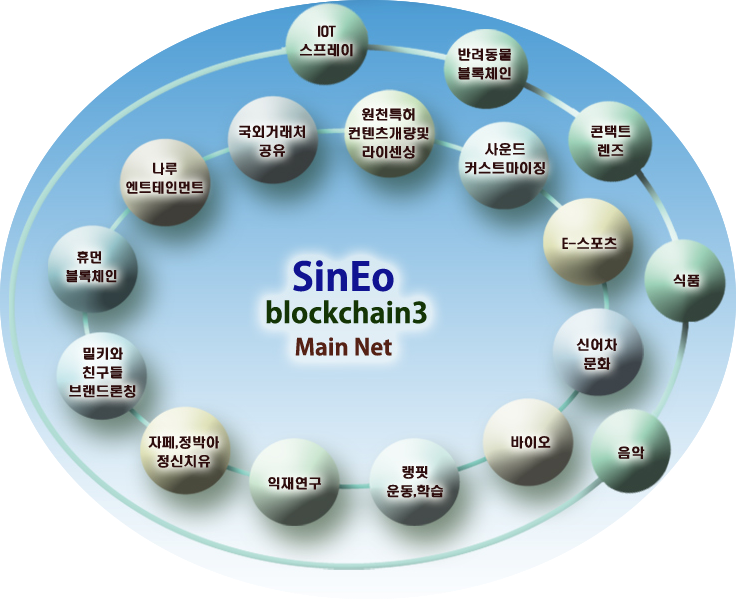 IOT
스프레이
반려동물
블록체인
콘택트
렌즈
식품
음악
원천특허
컨텐츠개량및
라이센싱
사운드
커스트마이징
E-스포츠
신어차
문화
바이오
랭핏
운동,학습
익재연구
자페,정박아
정신치유
밀키와
친구들
브랜드론칭
휴먼
블록체인
나루
엔트테인먼트
국외거래처
공유
SinEo
blockchain3
Main Net